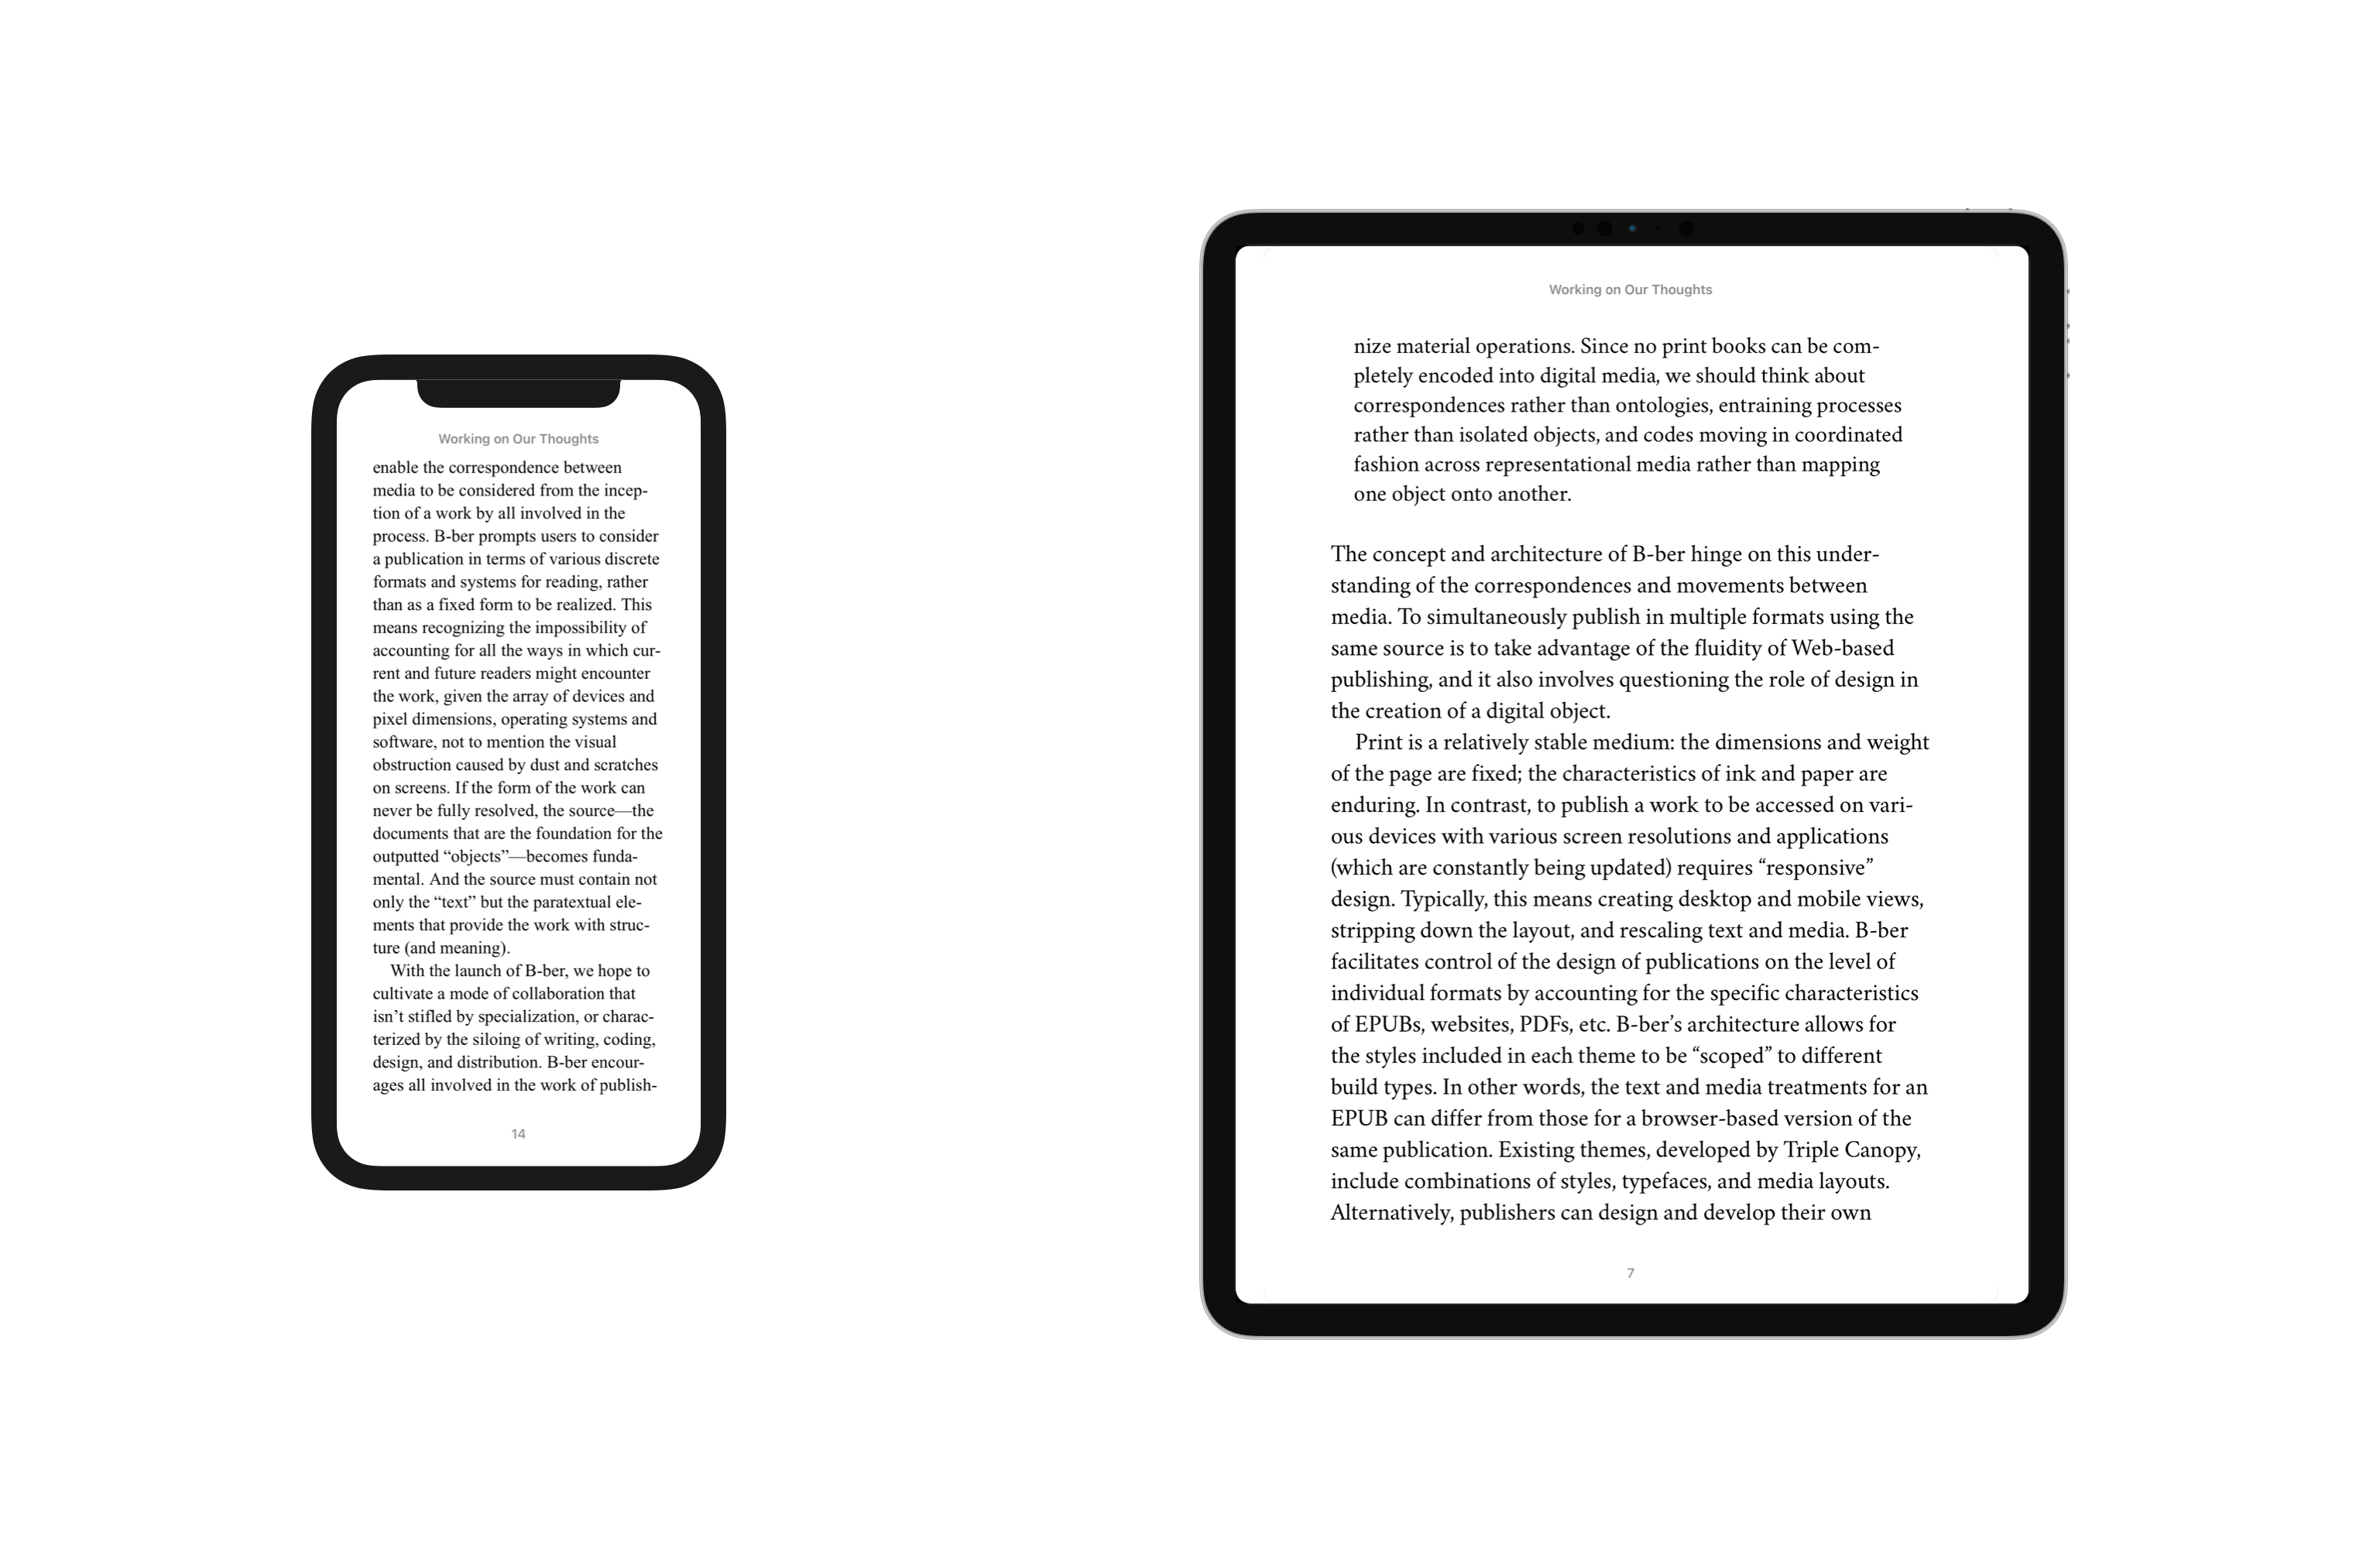 Working on Our Thoughts
enable the correspondence between
media to be considered from the incep-
tion of a work by all involved in the
process. B-ber prompts users to consider
a publication in terms of various discrete
formats and systems for reading, rather
than as a fixed form to be realized. This
means recognizing the impossibility of
accounting for all the ways in which cur-
rent and future readers might encounter
the work, given the array of devices and
pixel dimensions, operating systems and
software, not to mention the visual
obstruction caused by dust and scratches
on screens. If the form of the work can
never be fully resolved, the source—the
documents that are the foundation for the
outputted “objects”—becomes funda-
mental. And the source must contain not
only the “text” but the paratextual ele-
ments that provide the work with struc-
ture (and meaning).
With the launch of B-ber, we hope to
cultivate a mode of collaboration that
isn’t stifled by specialization, or charac-
terized by the siloing of writing, coding,
design, and distribution. B-ber encour-
ages all involved in the work of publish-
14
Working on Our Thoughts
nize material operations. Since no print books can be com-
pletely encoded into digital media, we should think about
correspondences rather than ontologies, entraining processes
rather than isolated objects, and codes moving in coordinated
fashion across representational media rather than mapping
one object onto another.
The concept and architecture of B-ber hinge on this under-
standing of the correspondences and movements between
media. To simultaneously publish in multiple formats using the
same source is to take advantage of the fluidity of Web-based
publishing, and it also involves questioning the role of design in
the creation of a digital object.
Print is a relatively stable medium: the dimensions and weight
of the page are fixed; the characteristics of ink and paper are
enduring. In contrast, to publish a work to be accessed on vari-
ous devices with various screen resolutions and applications
(which are constantly being updated) requires “responsive”
design. Typically, this means creating desktop and mobile views,
stripping down the layout, and rescaling text and media. B-ber
facilitates control of the design of publications on the level of
individual formats by accounting for the specific characteristics
of EPUBs, websites, PDFs, etc. B-ber’s architecture allows for
the styles included in each theme to be “scoped” to different
build types. In other words, the text and media treatments for an
EPUB can differ from those for a browser-based version of the
same publication. Existing themes, developed by Triple Canopy,
include combinations of styles, typefaces, and media layouts.
Alternatively, publishers can design and develop their own
7